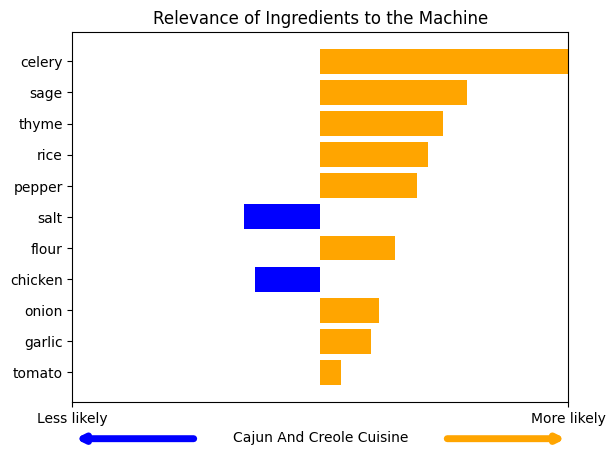 Relevance of Ingredients to the Machine
celery
sage
thyme
rice
pepper
salt
flour
chicken
onion
garlic
tomato
Less likely More likely
Cajun And Creole Cuisine